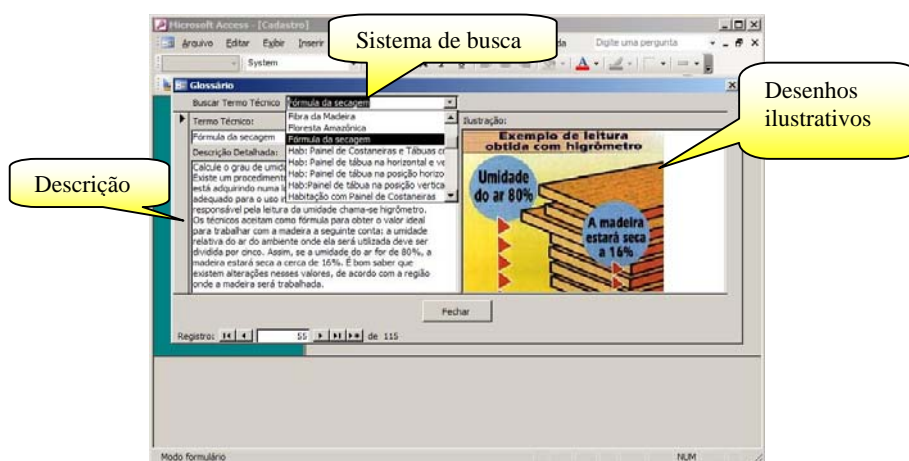 Microsoft Access - [Cadastro]
Arquivo Editar Exibir Inserir
Digite uma pergunta
Sistema de busca
System
Glossário
Buscar Termo Técnico Fórmula da secagem
Termo Técnico:
Fórmula da secagem
Fibra da Madeira
Floresta Amazônica
Fórmula da secagem
Hab: Painel de Costaneiras e Tábuas
Hab: Painel de tábua na horizontal e
Hab: Painel de tábua na posição
Hab:Painel de tábua na posição
Habitação com Painel de Costaneiras
Descrição Detalhada:
Calcule o grau de
Existe um
está adquirindo numa
adequado para o uso
responsável pela leitura da umidade chama-se higrômetro.
Os técnicos aceitam como fórmula para obter o valor ideal
para trabalhar com a madeira a seguinte conta: a umidade
relativa do ar do ambiente onde ela será utilizada deve ser
dividida por cinco. Assim, se a umidade do ar for de 80%, a
madeira estará seca a cerca de 16%. É bom saber que
existem alterações nesses valores, de acordo com a região
onde a madeira será trabalhada.
Ilustração:
Exemplo de leitura
obtida com higrômetro
Umidade
do ar 80%
A madeira
estará seca
a 16%
Desenhos
ilustrativos
Descrição
Fechar
Registro: 55 de 115
Modo formulário
NUM